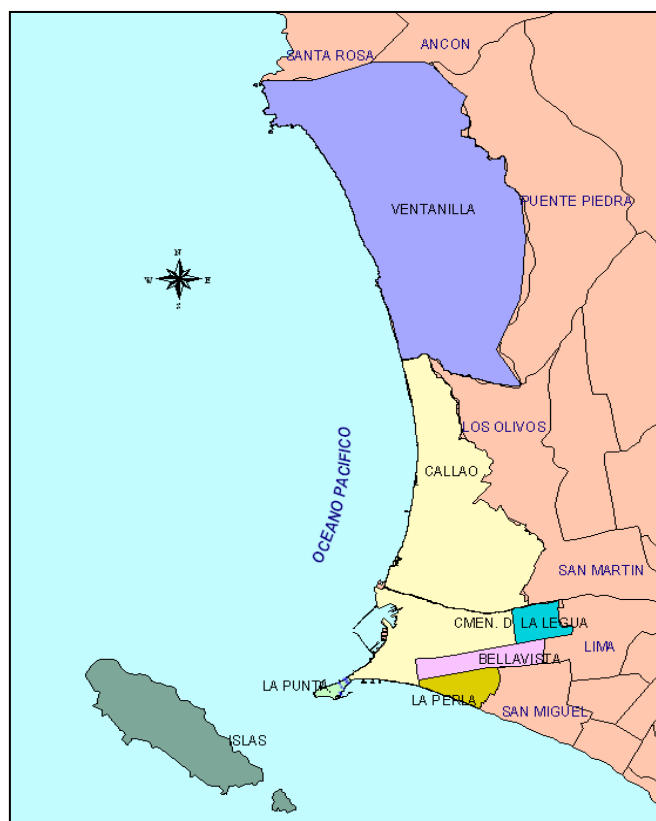 ANCON
SANTA ROSA
VENTANILLA
PUENTE PIEDRA
N
W E
S
LOS OLIVOS
CALLAO
OCEANO PACIFICO
SAN MARTIN
CMEN. D LA LEGUA
LIMA
BELLAVISTA
LA PUNTA
LA PERLA
SAN MIGUEL
ISLAS